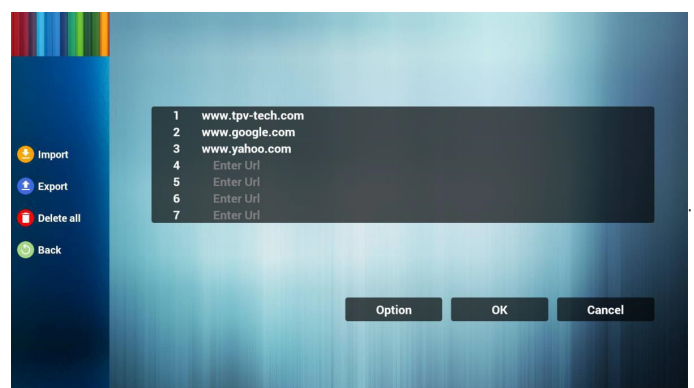 Import
Export
Delete all
Back
1 www.tpv-tech.com
2 www.google.com
3 www.yahoo.com
4 Enter Url
5 Enter Url
6 Enter Url
7 Enter Url
Option OK Cancel
.